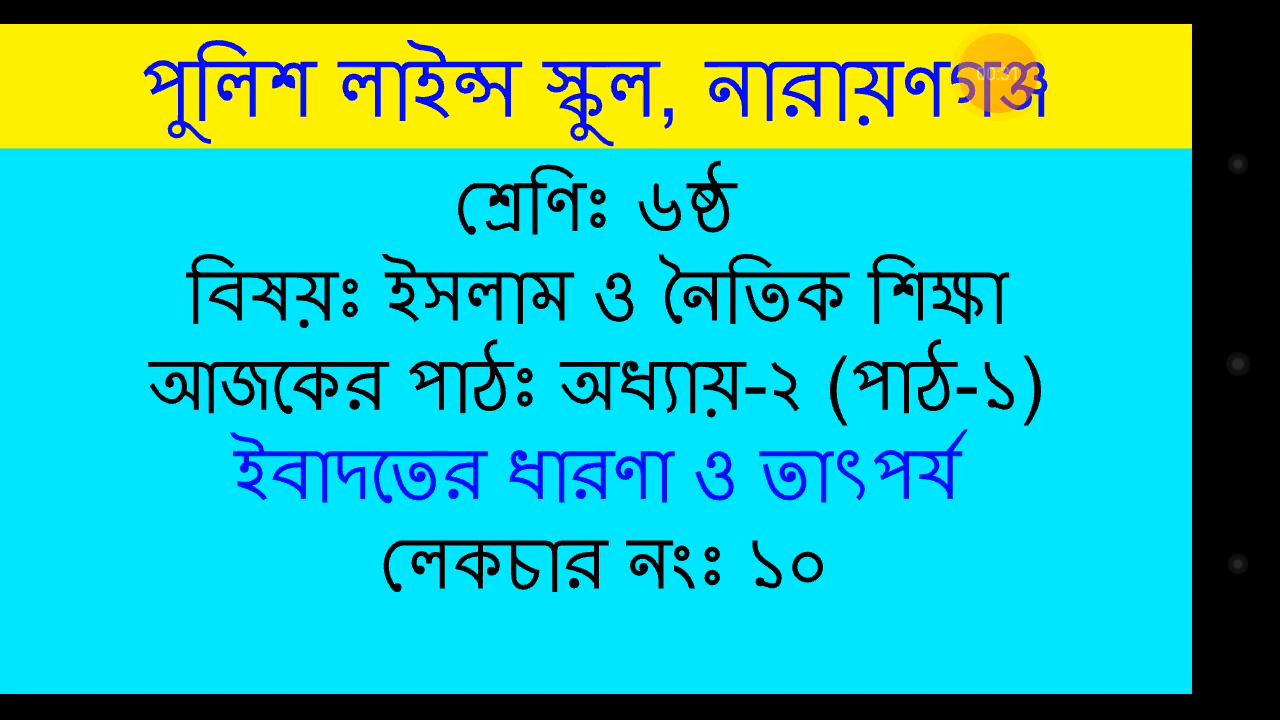 পুলিশ লাইন্স স্কুল, নারায়ণগঞ্জ
শ্রেণিঃ ৬ষ্ঠ
বিষয়ঃ ইসলাম ও নৈতিক শিক্ষা
আজকের পাঠঃ অধ্যায়-২ (পাঠ-১)
ইবাদতের ধারণা ও তাৎপর্য
লেকচার নংঃ ১০